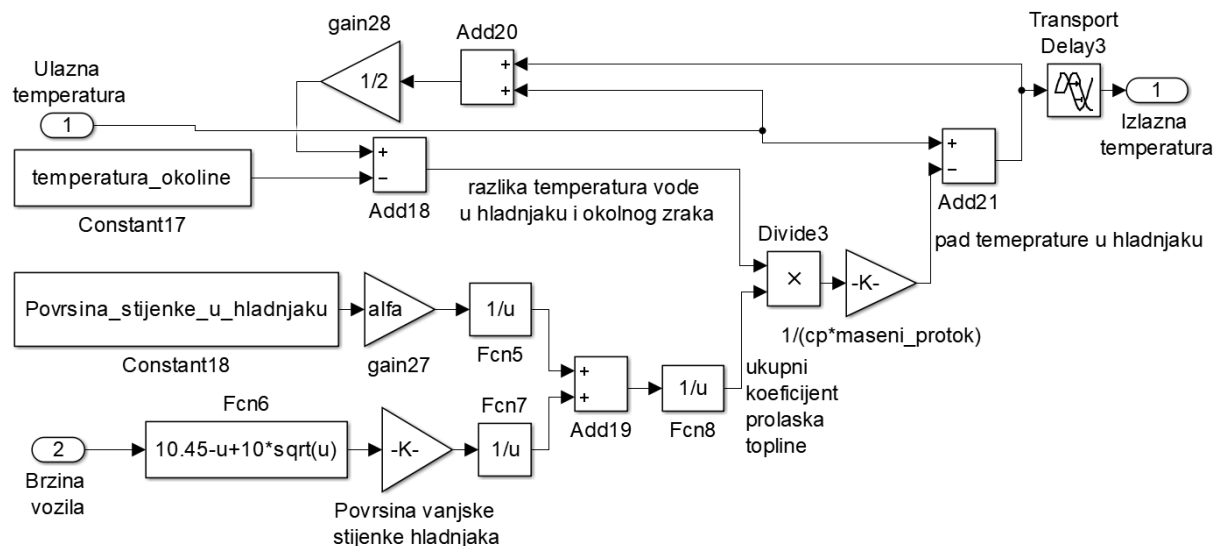 gain28
Add20
Transport
Delay3
Ulazna
temperatura
1/2
+
+
1
1
Izlazna
temperatura
temperatura_okoline
Constant17
+
−
Add18
razlika temperatura vode
u hladnjaku i okolnog zraka
+
−
Add21
Divide3
pad temeprature u hladnjaku
×
-K-
1/(cp*maseni_protok)
Povrsina_stijenke_u_hladnjaku
Constant18
alfa
gain27
1/u
Fcn5
+
+
Add19
1/u
Fcn8
ukupni
koeficijent
prolaska
topline
Fcn6
10.45-u+10*sqrt(u)
-K-
Fcn7
1/u
2
Brzina
vozila
Povrsina vanjske
stijenke hladnjaka